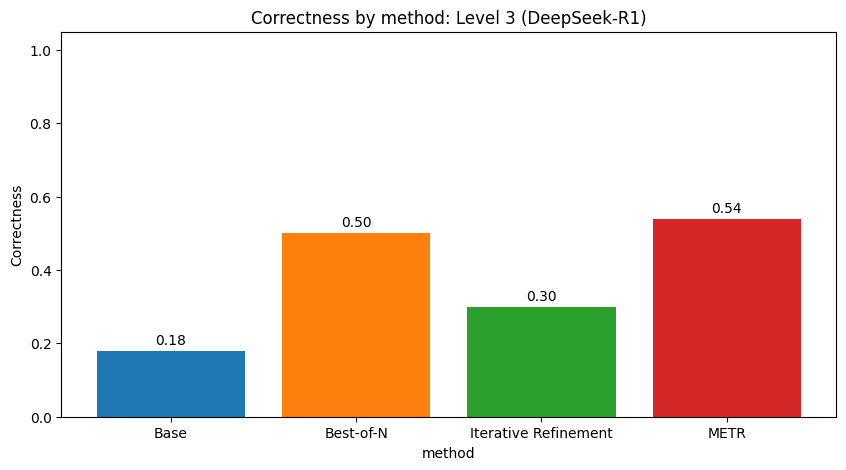 Correctness by method: Level 3 (DeepSeek-R1)
1.0
0.8
0.6
0.4
0.2
0.0
Correctness
0.18
0.50
0.30
0.54
Base
Best-of-N
Iterative Refinement
METR
method